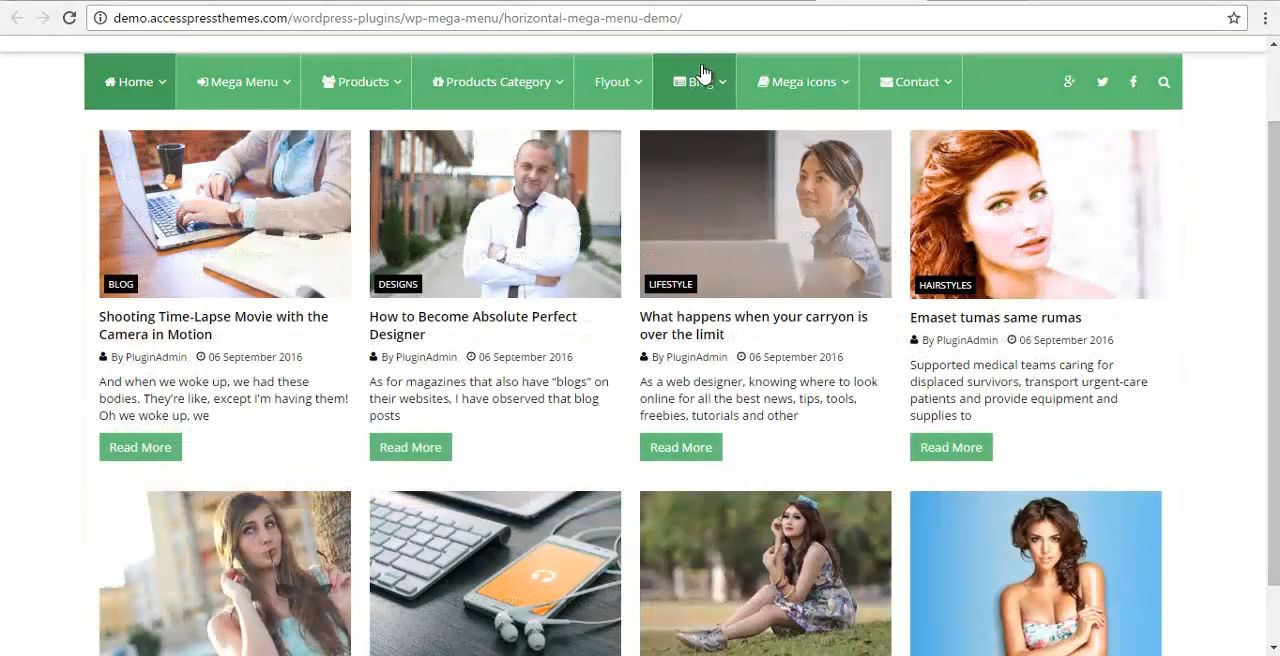 demo.accesspressthemes.com/wordpress-plugins/wp-mega-menu/horizontal-mega-menu-demo/
Home Mega Menu Products Products Category Flyout Blog Mega icons Contact
BLOG DESIGNS LIFESTYLE HAIRSTYLES
Shooting Time-Lapse Movie with the
Camera in Motion
By PluginAdmin 06 September 2016
And when we woke up, we had these
bodies. They’re like, except I’m having them!
Oh we woke up, we
Read More
How to Become Absolute Perfect
Designer
By PluginAdmin 06 September 2016
As for magazines that also have “blogs” on
their websites, I have observed that blog
posts
Read More
What happens when your carryon is
over the limit
By PluginAdmin 06 September 2016
As a web designer, knowing where to look
online for all the best news, tips, tools,
freebies, tutorials and other
Read More
Emaset tumas same rumas
By PluginAdmin 06 September 2016
Supported medical teams caring for
displaced survivors, transport urgent-care
patients and provide equipment and
supplies to
Read More